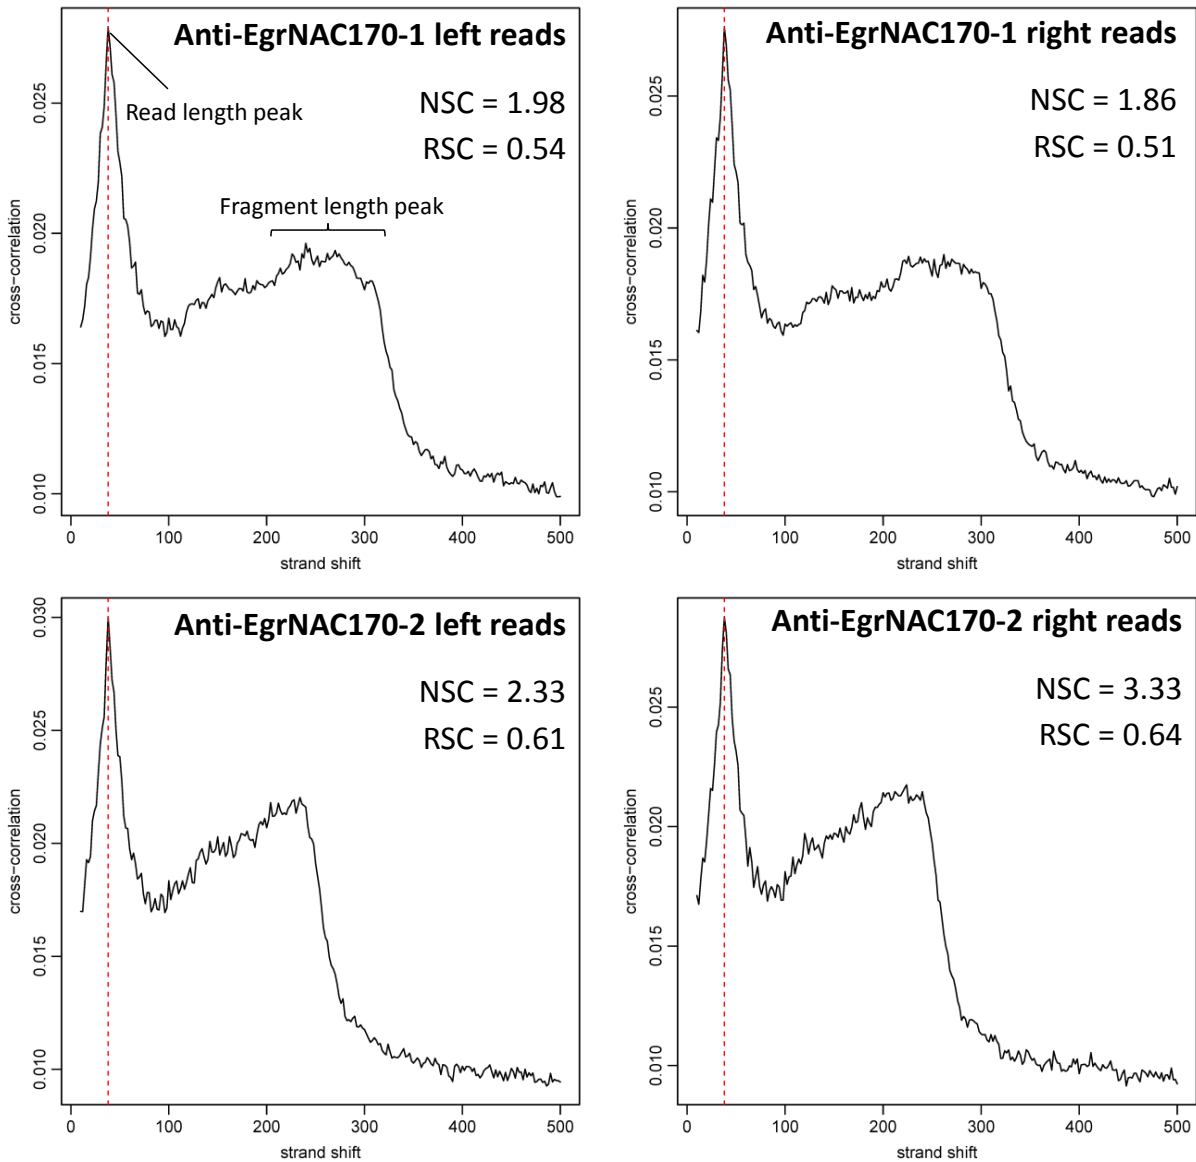 Anti-EgrNAC170-1 left reads
NSC = 1.98
RSC = 0.54
Read length peak
Fragment length peak
cross−correlation
0.010
0.015
0.020
0.025
0 100 200 300 400 500
strand shift
Anti-EgrNAC170-1 right reads
NSC = 1.86
RSC = 0.51
cross−correlation
0.010
0.015
0.020
0.025
0 100 200 300 400 500
strand shift
Anti-EgrNAC170-2 left reads
NSC = 2.33
RSC = 0.61
cross−correlation
0.010
0.015
0.020
0.025
0.030
0 100 200 300 400 500
strand shift
Anti-EgrNAC170-2 right reads
NSC = 3.33
RSC = 0.64
cross−correlation
0.010
0.015
0.020
0.025
0 100 200 300 400 500
strand shift